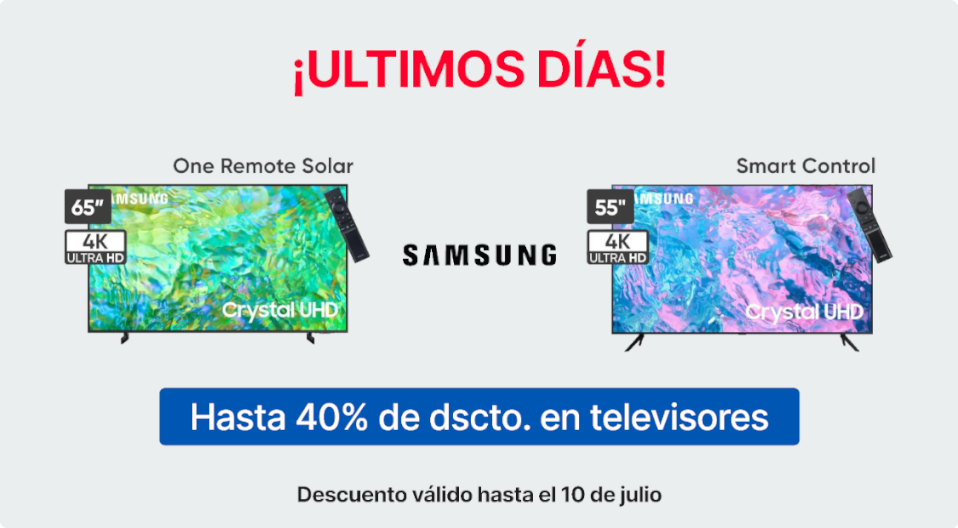 ¡ULTIMOS DÍAS!
One Remote Solar
SAMSUNG
65"
4K
ULTRA HD
Crystal UHD
SAMSUNG
Smart Control
SAMSUNG
55"
4K
ULTRA HD
Crystal UHD
Hasta 40% de dscto. en televisores
Descuento válido hasta el 10 de julio